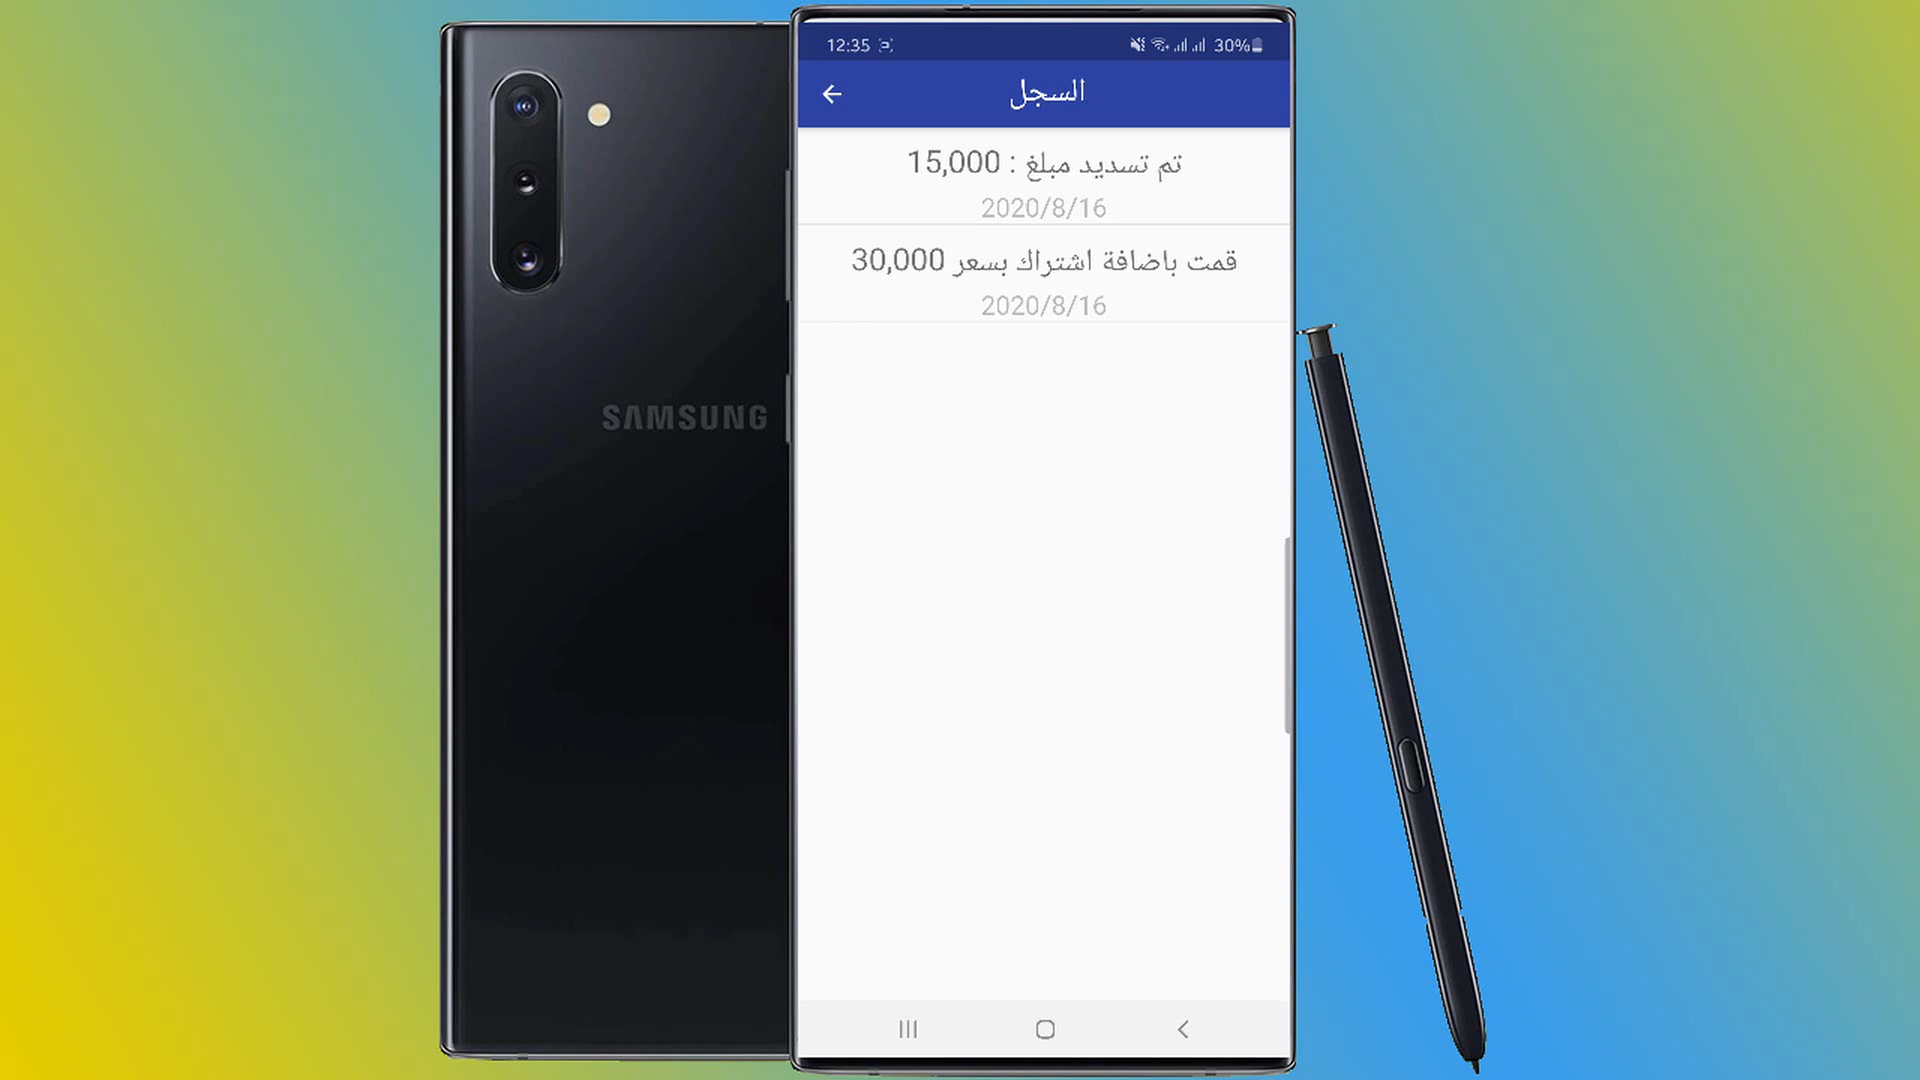 SAMSUNG
12:35
30%
السجل
تم تسديد مبلغ : 15,000
2020/8/16
قمت باضافة اشتراك بسعر 30,000
2020/8/16